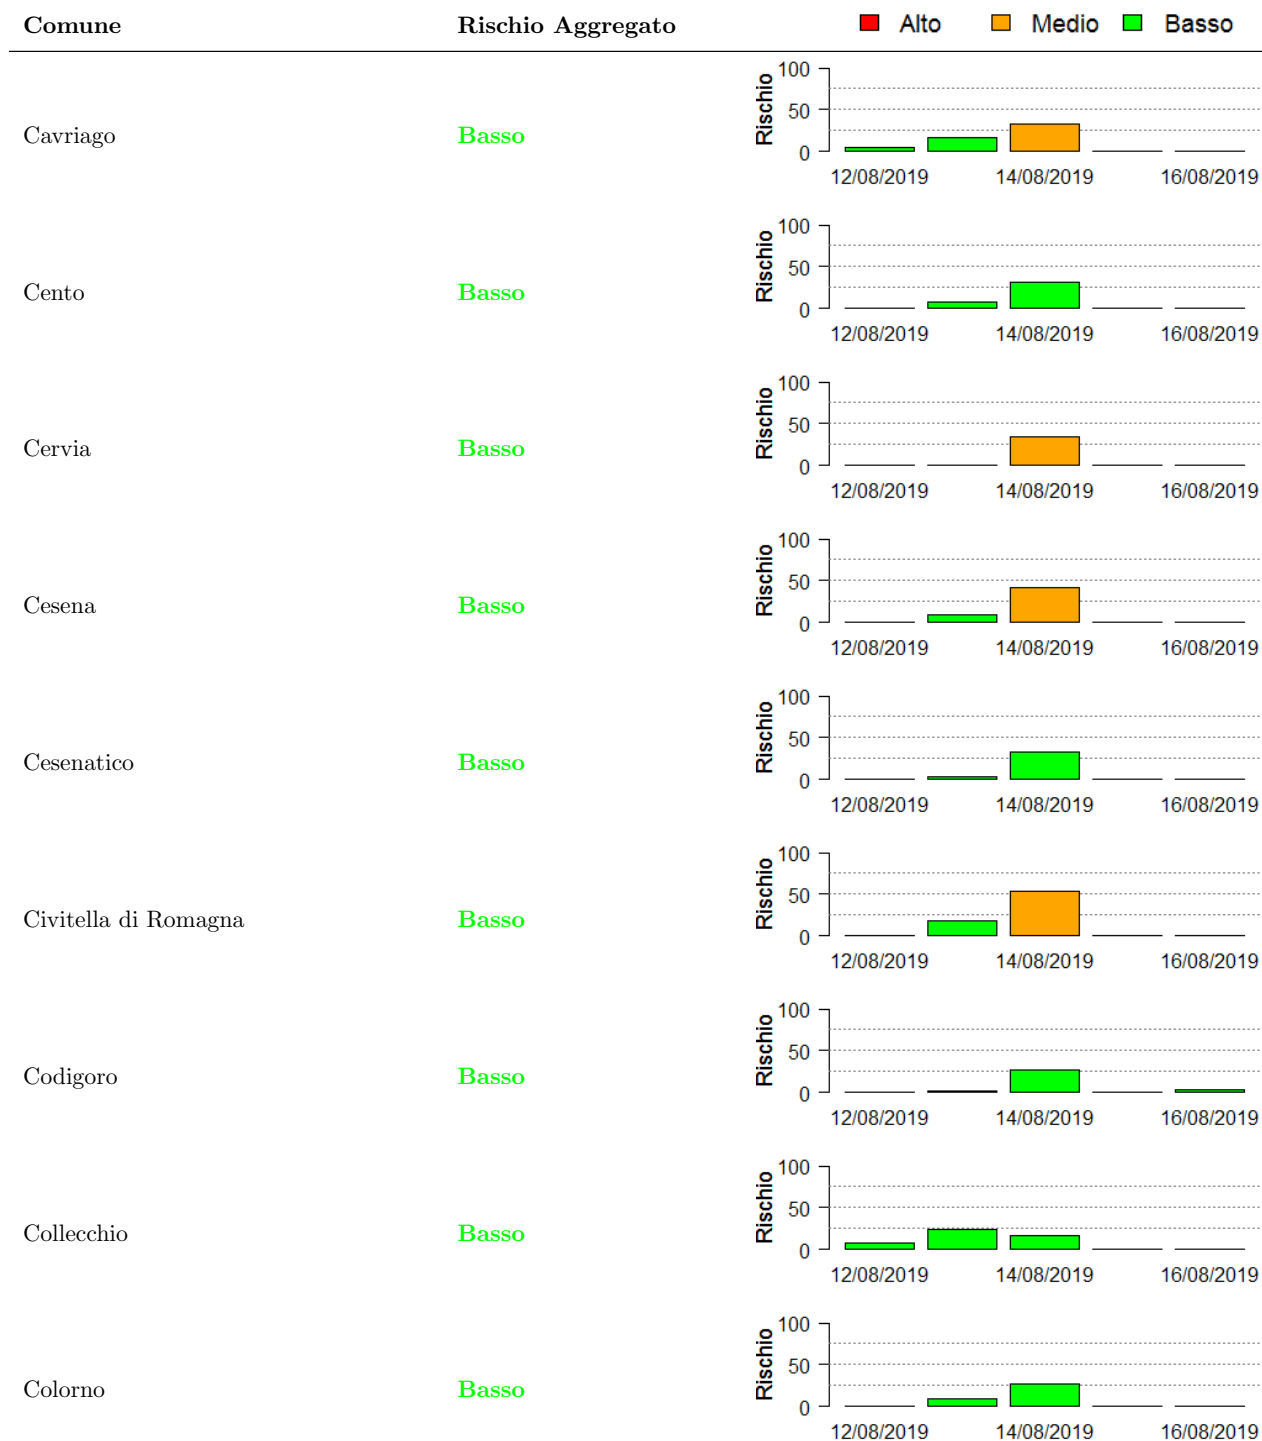 Comune Rischio Aggregato Alto Medio Basso
Cavriago Basso Rischio 100 50 0
12/08/2019 14/08/2019 16/08/2019
Cento Basso Rischio 100 50 0
12/08/2019 14/08/2019 16/08/2019
Cervia Basso Rischio 100 50 0
12/08/2019 14/08/2019 16/08/2019
Cesena Basso Rischio 100 50 0
12/08/2019 14/08/2019 16/08/2019
Cesenatico Basso Rischio 100 50 0
12/08/2019 14/08/2019 16/08/2019
Civitella di Romagna Basso Rischio 100 50 0
12/08/2019 14/08/2019 16/08/2019
Codigoro Basso Rischio 100 50 0
12/08/2019 14/08/2019 16/08/2019
Collecchio Basso Rischio 100 50 0
12/08/2019 14/08/2019 16/08/2019
Colorno Basso Rischio 100 50 0
12/08/2019 14/08/2019 16/08/2019